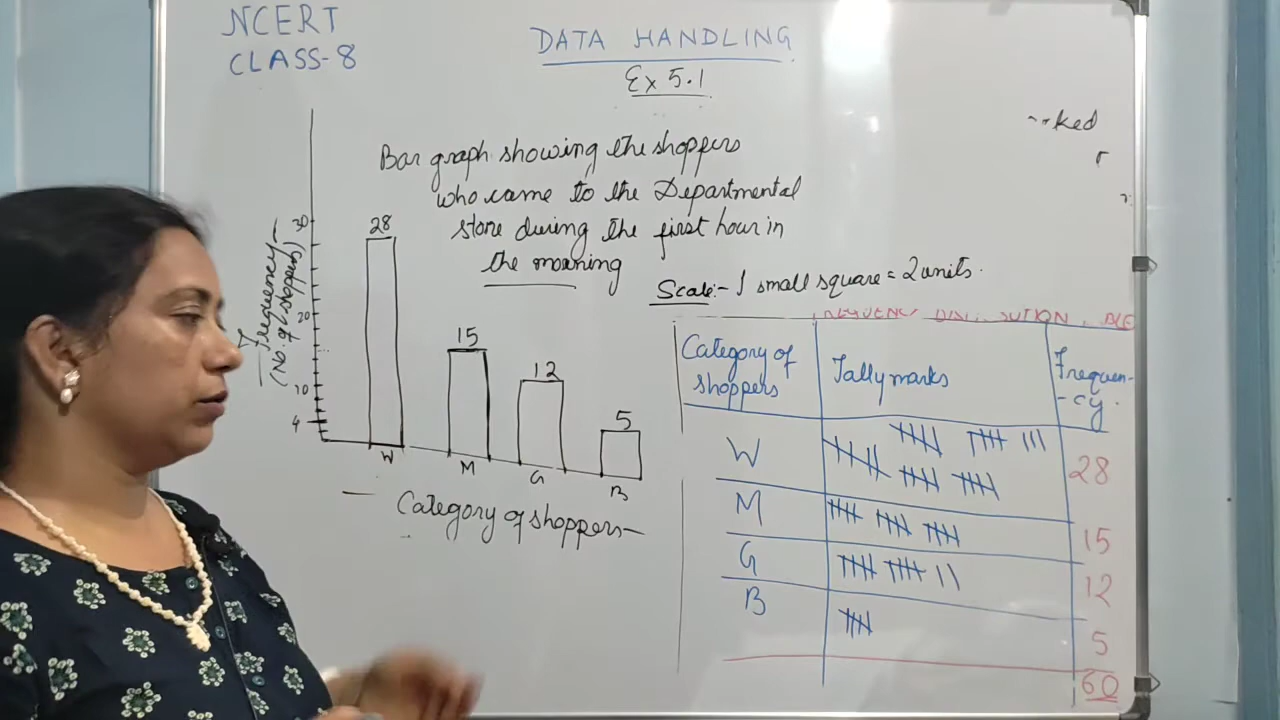 NCERT
CLASS-8
DATA HANDLING
Ex 5.1
Bar graph showing the shoppers
who came to the Departmental
store during the first hour in
the morning
Scale:- 1 small square = 2 units.
Frequency
(No of shoppers)
30
20
10
4
28
15
12
5
W
M
G
B
Category of shoppers
Category of
shoppers
Tally marks
Frequen-
-cy.
W
28
M
15
G
12
B
5
60